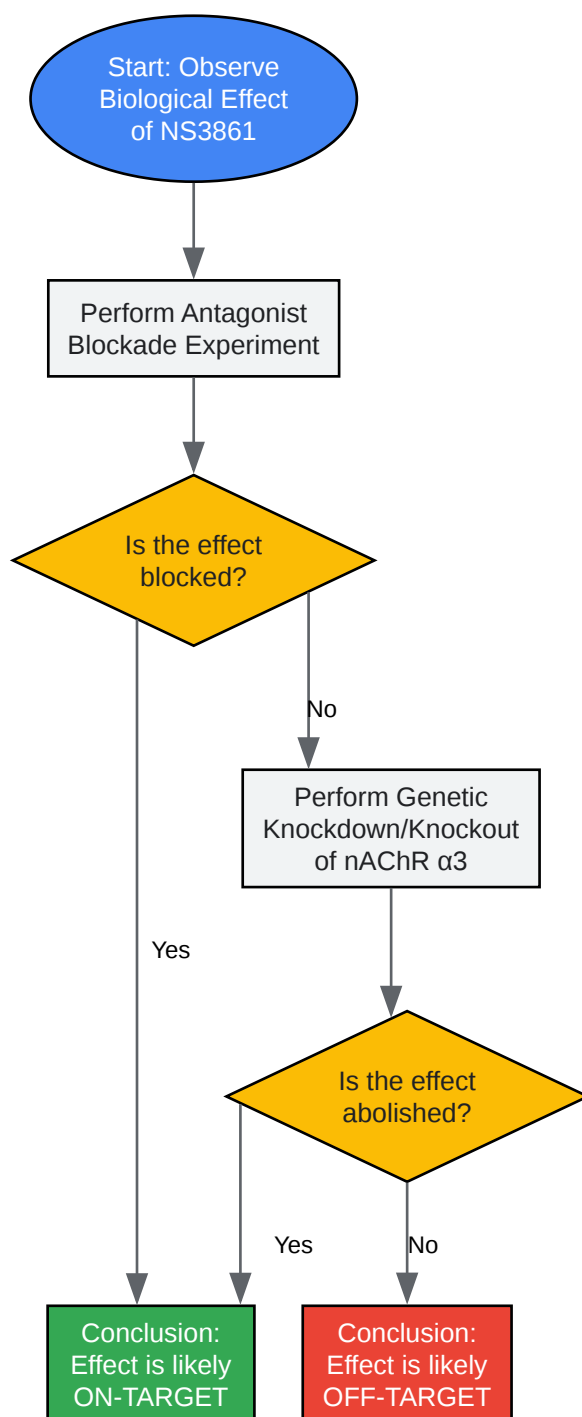 Start: Observe
Biological Effect
of NS3861
Perform Antagonist
Blockade Experiment
Is the effect
blocked?
No
Perform Genetic
Knockdown/Knockout
of nAChR α3
Yes
Is the effect
abolished?
Yes
No
Conclusion:
Effect is likely
ON-TARGET
Conclusion:
Effect is likely
OFF-TARGET